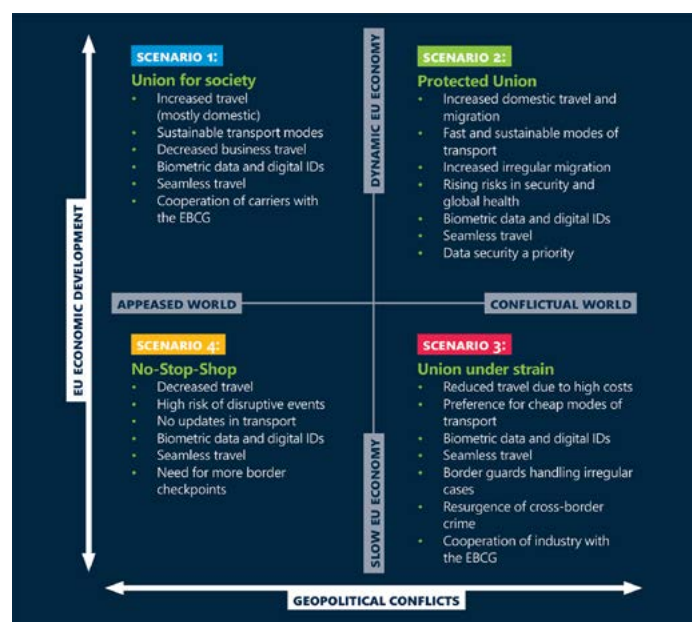 EU ECONOMIC DEVELOPMENT
DYNAMIC EU ECONOMY
SCENARIO 1:
Union for society
• Increased travel
(mostly domestic)
• Sustainable transport modes
• Decreased business travel
• Biometric data and digital IDs
• Seamless travel
• Cooperation of carriers with
the EBCG
SCENARIO 2:
Protected Union
• Increased domestic travel and
migration
• Fast and sustainable modes of
transport
• Increased irregular migration
• Rising risks in security and
global health
• Biometric data and digital IDs
• Seamless travel
• Data security a priority
APPEASED WORLD
CONFLICTUAL WORLD
SCENARIO 4:
No-Stop-Shop
• Decreased travel
• High risk of disruptive events
• No updates in transport
• Biometric data and digital IDs
• Seamless travel
• Need for more border
checkpoints
SCENARIO 3:
Union under strain
• Reduced travel due to high costs
• Preference for cheap modes of
transport
• Biometric data and digital IDs
• Seamless travel
• Border guards handling irregular
cases
• Resurgence of cross-border
crime
• Cooperation of industry with
the EBCG
SLOW EU ECONOMY
GEOPOLITICAL CONFLICTS